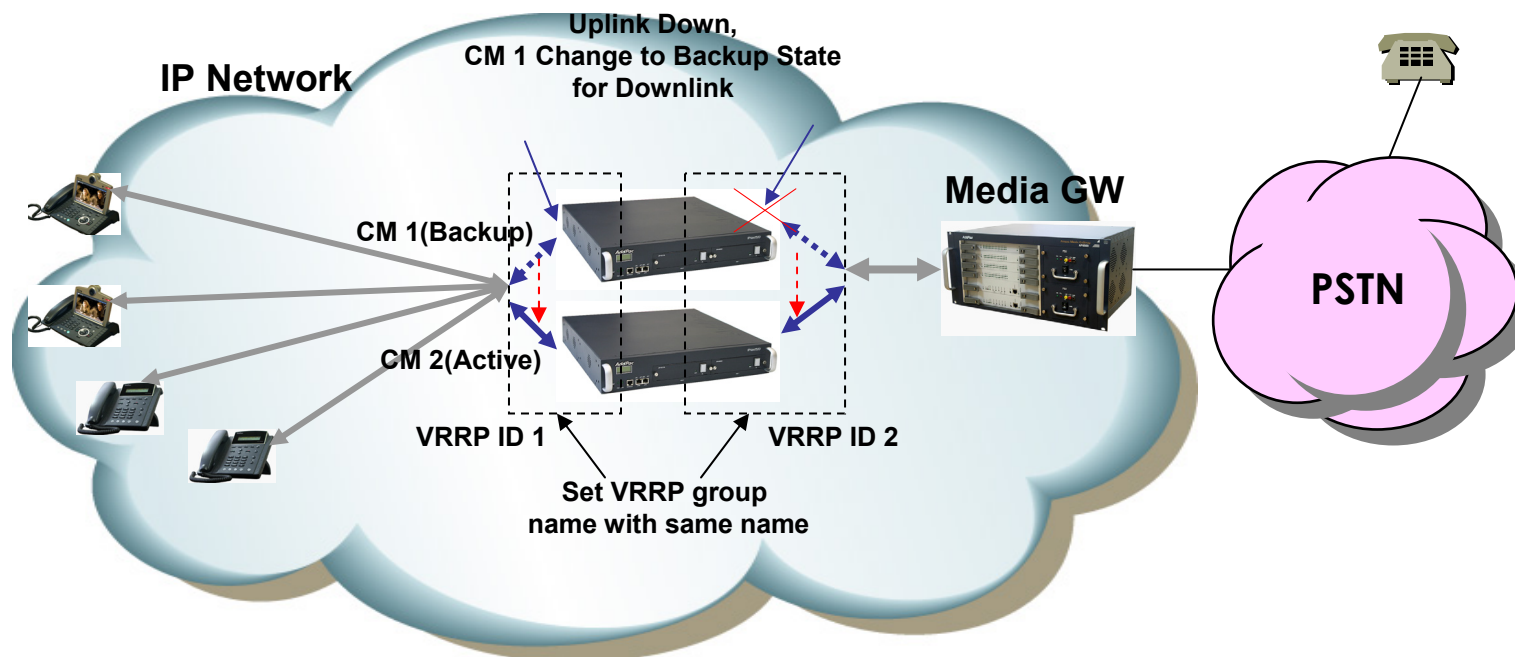 Uplink Down,
CM 1 Change to Backup State
for Downlink
IP Network
Media GW
CM 1(Backup)
PSTN
CM 2(Active)
VRRP ID 1
VRRP ID 2
Set VRRP group
name with same name